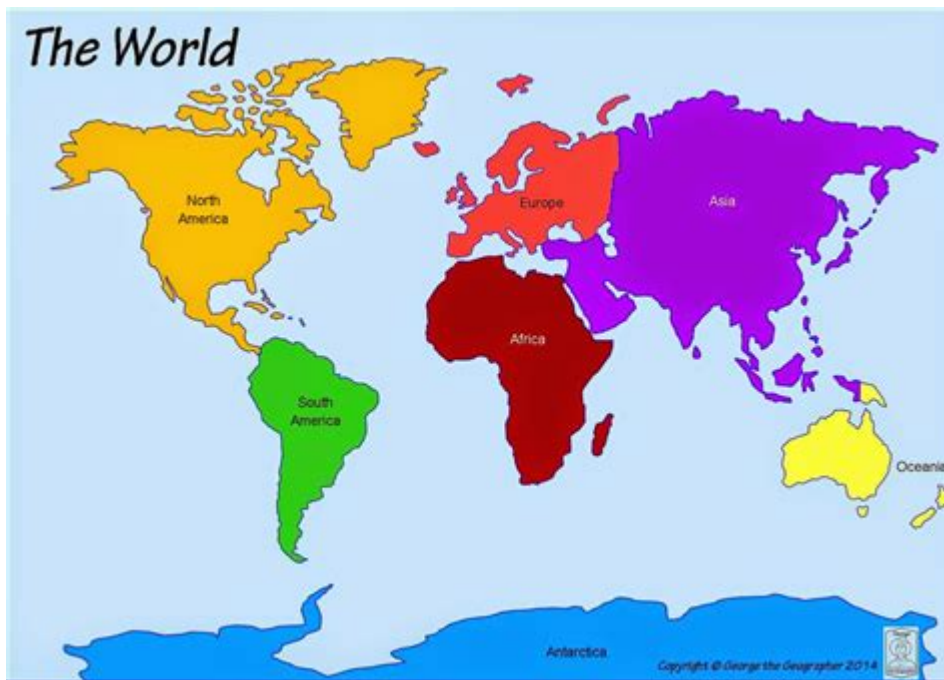 The World
North
America
Europe
Asia
Africa
South
America
Oceania
Antarctica
Copyright © George the Geographer 2014